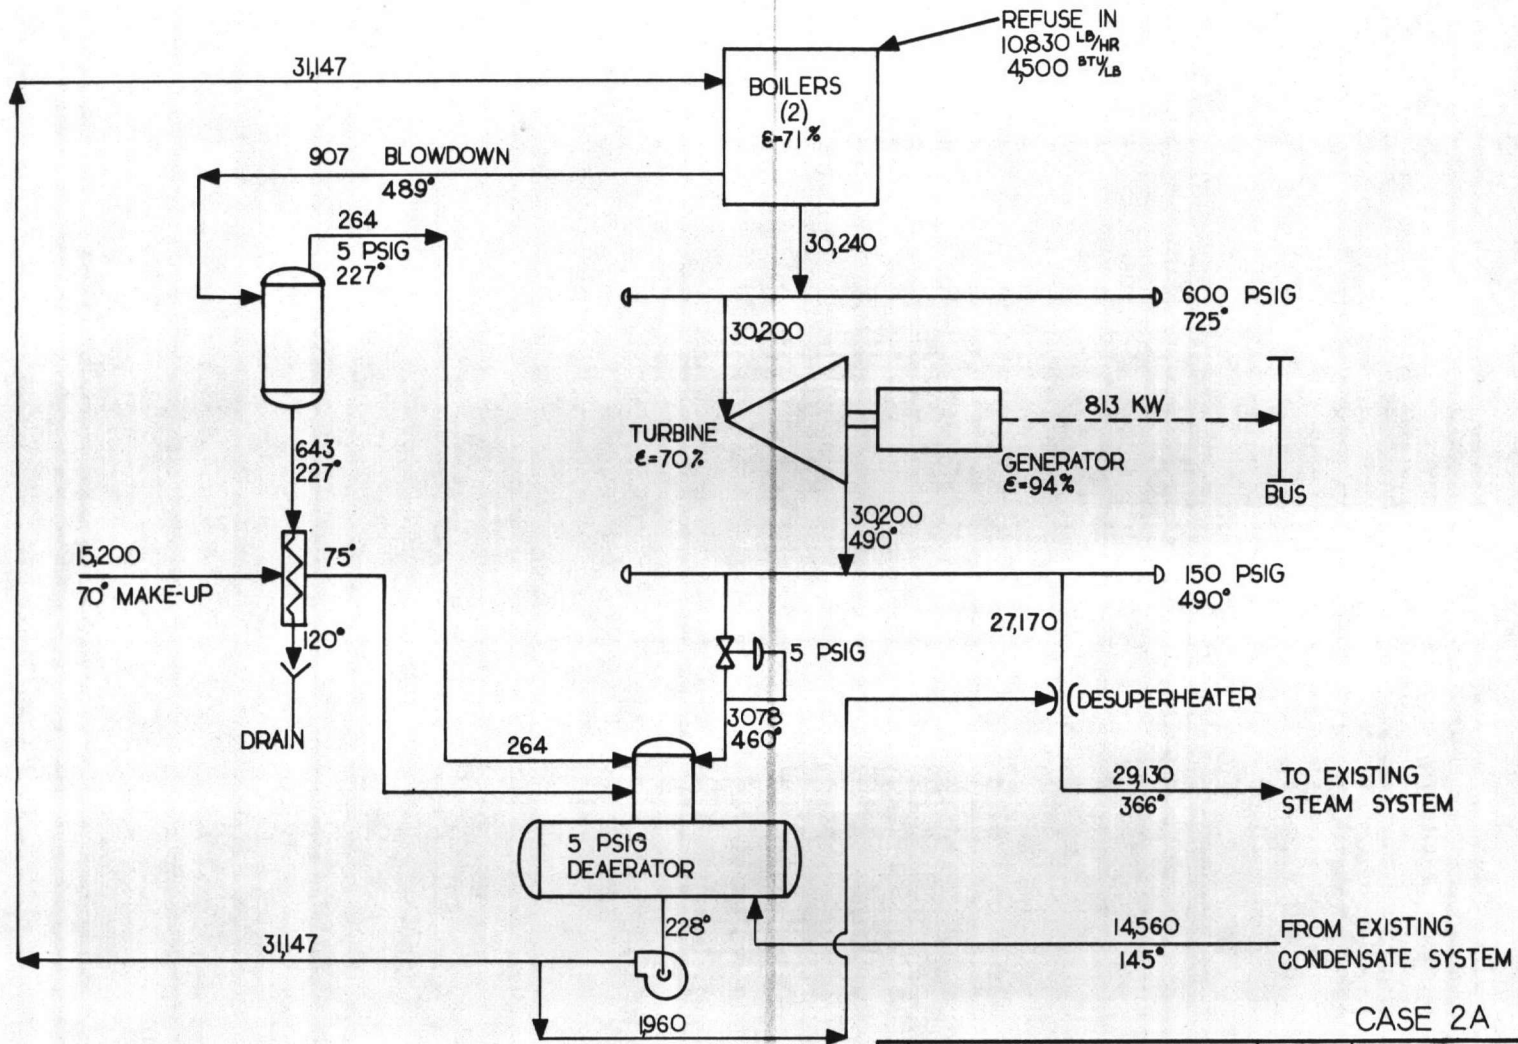 REFUSE IN
10,830 LB/HR
4,500 BTU/LB
31,147
BOILERS
(2)
ε=71%
907 BLOWDOWN
489°
264
5 PSIG
227°
30,240
600 PSIG
725°
30,200
813 KW
TURBINE
ε=70%
GENERATOR
ε=94%
BUS
643
227°
30,200
490°
15,200
70° MAKE-UP
75°
150 PSIG
490°
120°
27,170
5 PSIG
DESUPERHEATER
3078
460°
DRAIN
264
29,130
366°
TO EXISTING
STEAM SYSTEM
5 PSIG
DEAERATOR
228°
14,560
145°
FROM EXISTING
CONDENSATE SYSTEM
31,147
1,960
CASE 2A